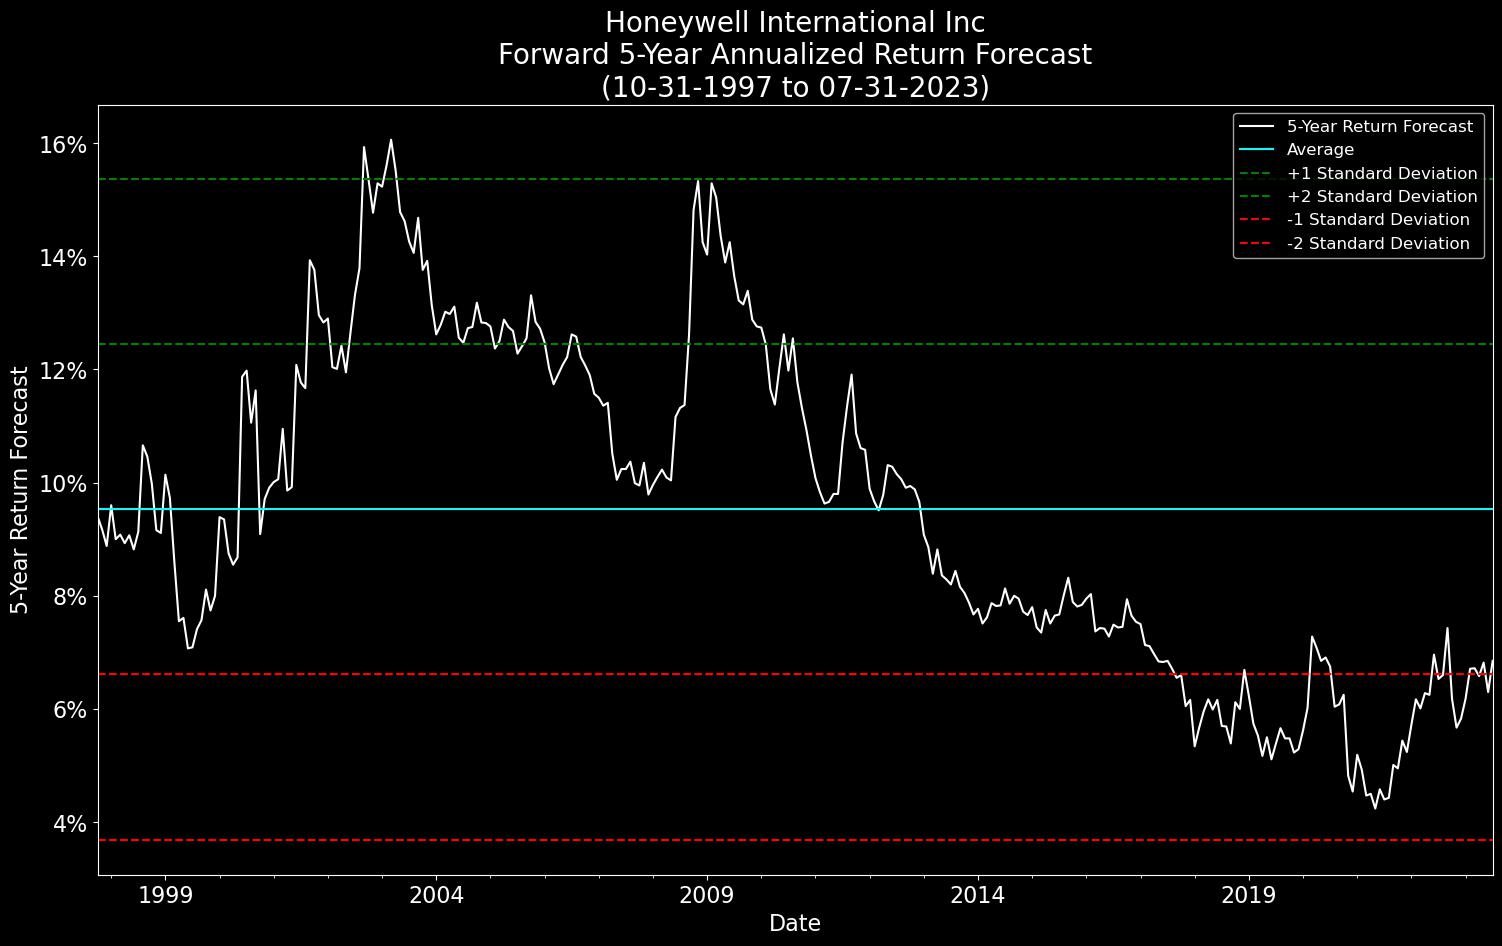 Honeywell International Inc
Forward 5-Year Annualized Return Forecast
(10-31-1997 to 07-31-2023)
5-Year Return Forecast
Average
+1 Standard Deviation
+2 Standard Deviation
-1 Standard Deviation
-2 Standard Deviation
5-Year Return Forecast
16%
14%
12%
10%
8%
6%
4%
1999 2004 2009 2014 2019
Date